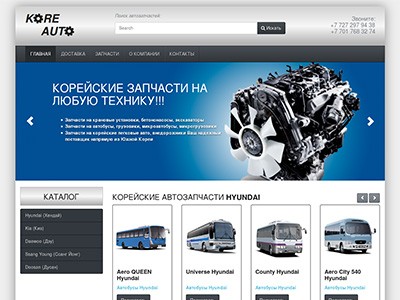 KORE
AUTO
Поиск автозапчастей
Search
Искать
Звоните:
+7 727 297 94 38
+7 701 768 32 74
ГЛАВНАЯ
ДОСТАВКА
ЗАПЧАСТИ
О КОМПАНИИ
КОНТАКТЫ
КОРЕЙСКИЕ ЗАПЧАСТИ НА
ЛЮБУЮ ТЕХНИКУ!!!
Запчасти на крановые установки, бетононасосы, экскаваторы
Запчасти на автобусы, грузовики, микроавтобусы, микрогрузовики
Запчасти на корейские легковые авто, внедорожники Ваш надежный
поставщик напрямую из Южной Кореи
КАТАЛОГ
Hyundai (Хендай)
Kia (Киа)
Daewoo (Дэу)
Ssang Young (Ссанг Йонг)
Doosan (Дусан)
КОРЕЙСКИЕ АВТОЗАПЧАСТИ HYUNDAI
Aero QUEEN
Hyundai
Автобусы Hyundai
Universe Hyundai
Автобусы Hyundai
County Hyundai
Автобусы Hyundai
Aero City 540
Hyundai
Автобусы Hyundai